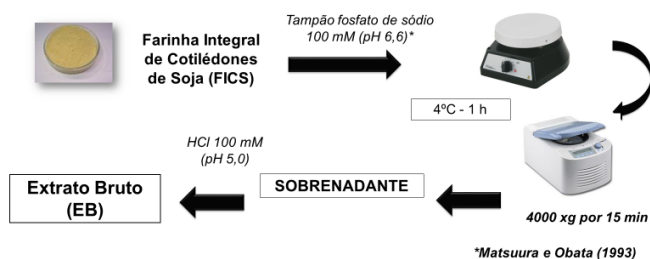 Farinha Integral
de Cotilédones
de Soja (FICS)
Tampão fosfato de sódio
100 mM (pH 6,6)*
4ºC - 1 h
4000 xg por 15 min
SOBRENADANTE
HCl 100 mM
(pH 5,0)
Extrato Bruto
(EB)
*Matsuura e Obata (1993)